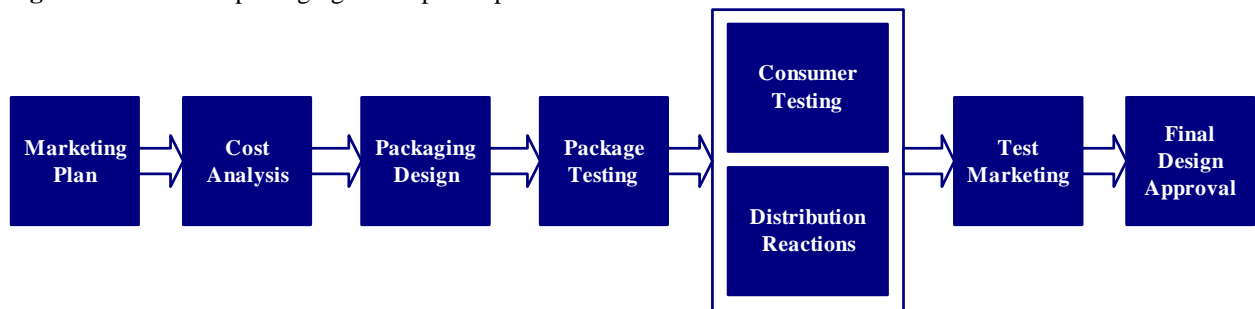 Marketing
Plan
Cost
Analysis
Packaging
Design
Package
Testing
Consumer
Testing
Distribution
Reactions
Test
Marketing
Final
Design
Approval